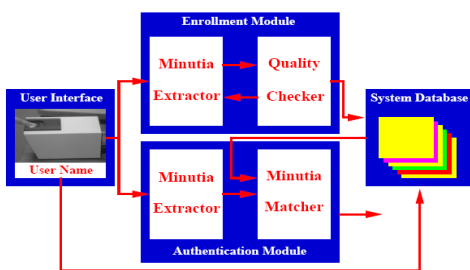 Enrollment Module
Minutia
Extractor
Quality
Checker
User Interface
User Name
System Database
Minutia
Extractor
Minutia
Matcher
Authentication Module